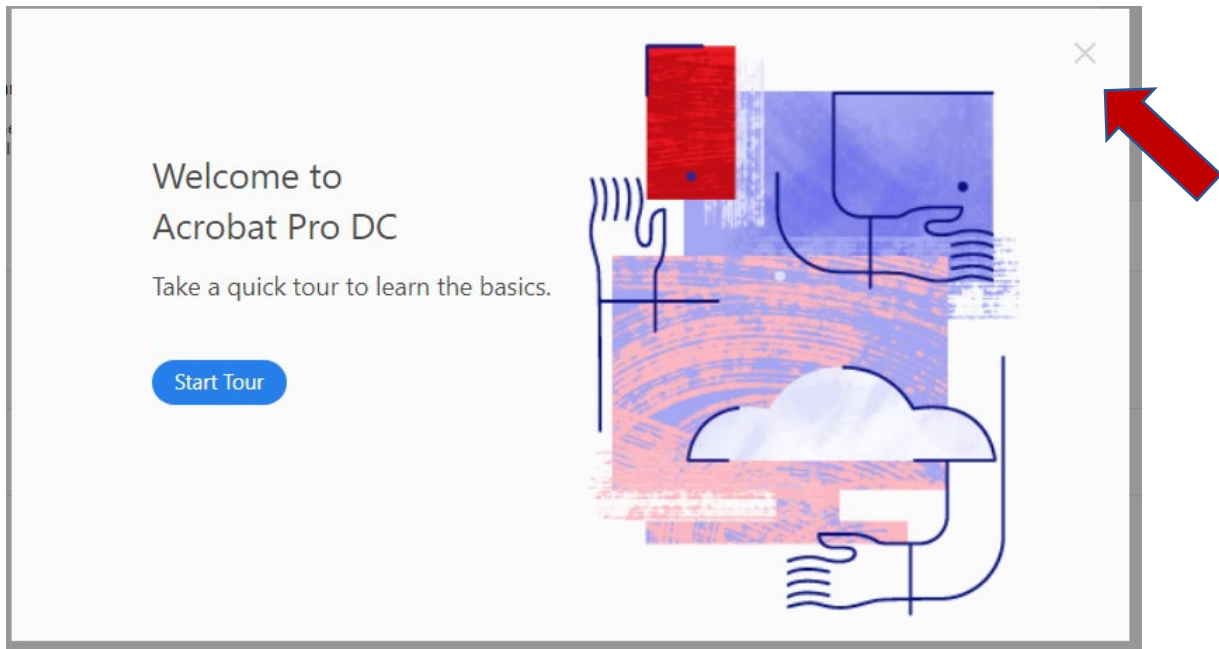 Welcome to
Acrobat Pro DC
Take a quick tour to learn the basics.
Start Tour